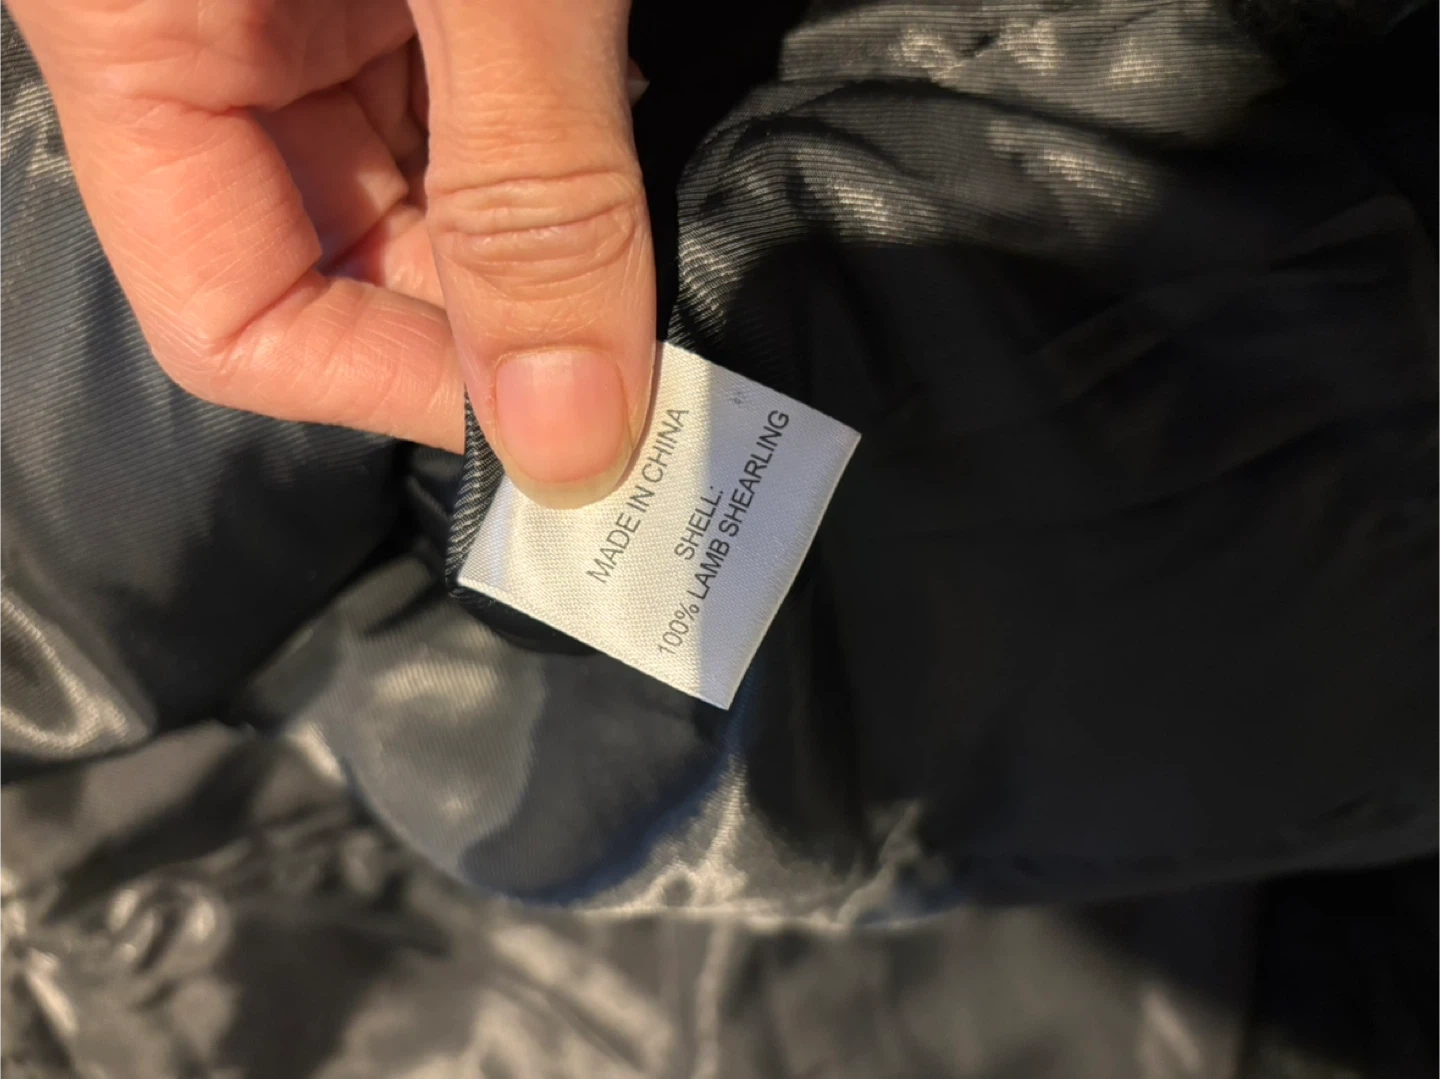 MADE IN CHINA
SHELL:
100% LAMB SHEARLING